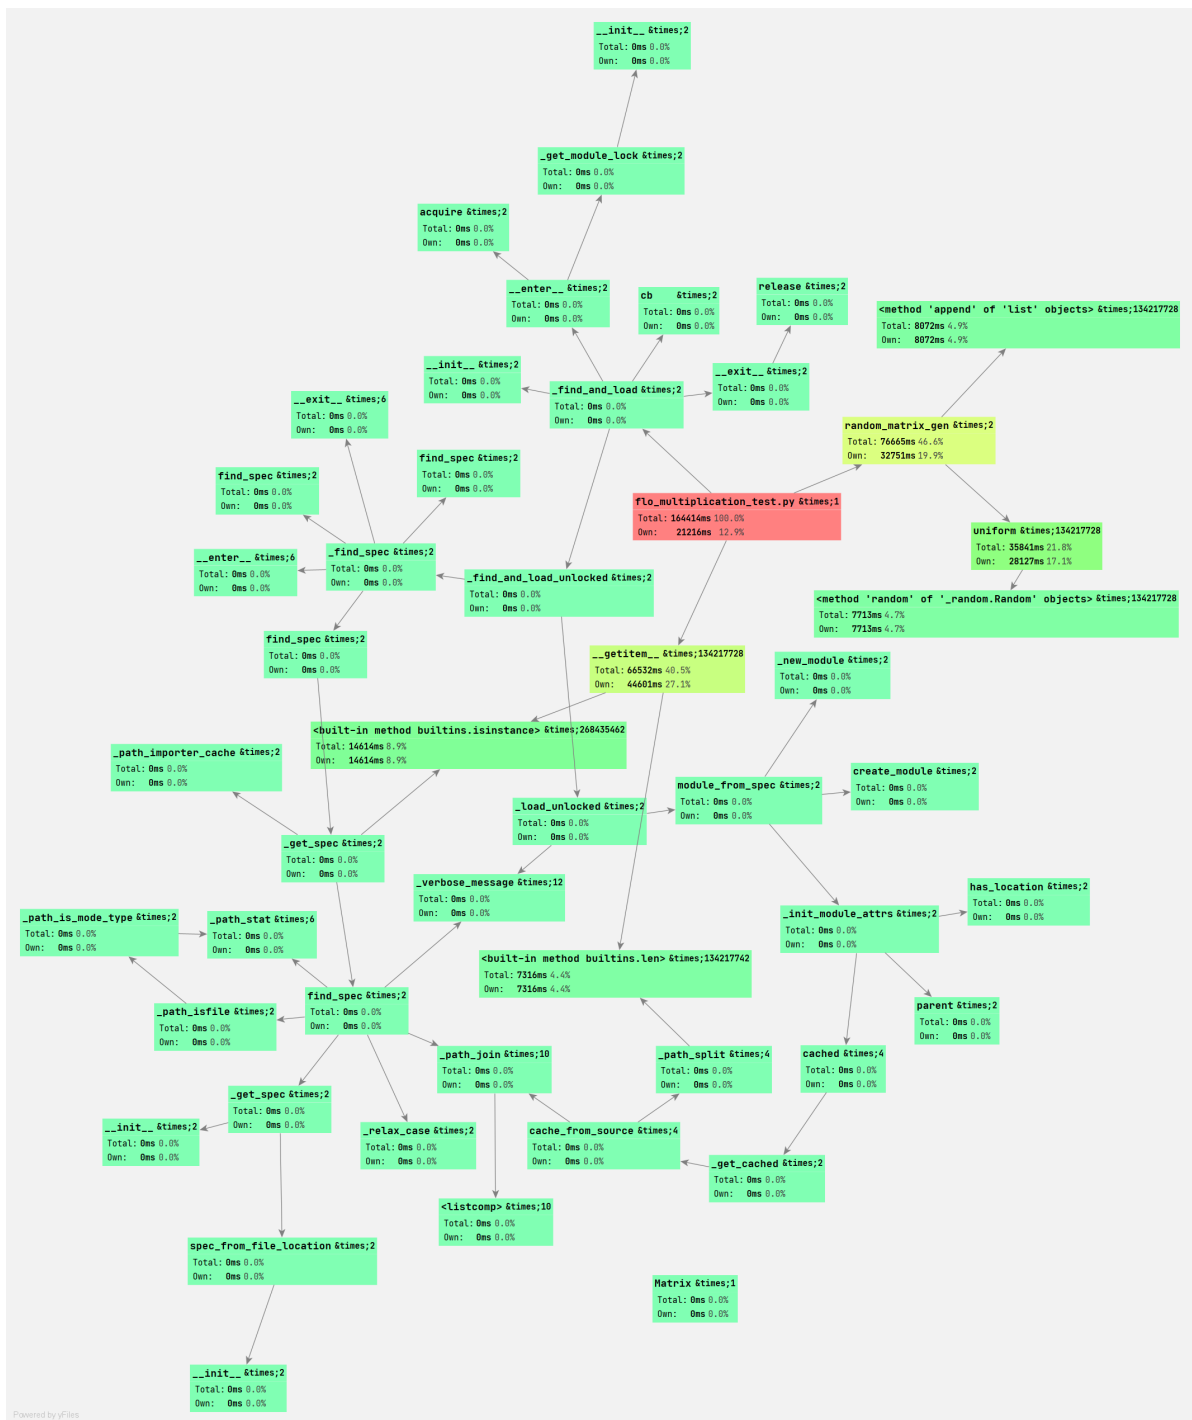 __init__ &times;2
Total: 0ms 0.0%
Own: 0ms 0.0%
_get_module_lock &times;2
Total: 0ms 0.0%
Own: 0ms 0.0%
acquire &times;2
Total: 0ms 0.0%
Own: 0ms 0.0%
__enter__ &times;2
Total: 0ms 0.0%
Own: 0ms 0.0%
cb &times;2
Total: 0ms 0.0%
Own: 0ms 0.0%
release &times;2
Total: 0ms 0.0%
Own: 0ms 0.0%
<method 'append' of 'list' objects> &times;134217728
Total: 8072ms 4.9%
Own: 8072ms 4.9%
__init__ &times;2
Total: 0ms 0.0%
Own: 0ms 0.0%
_find_and_load &times;2
Total: 0ms 0.0%
Own: 0ms 0.0%
__exit__ &times;2
Total: 0ms 0.0%
Own: 0ms 0.0%
__exit__ &times;6
Total: 0ms 0.0%
Own: 0ms 0.0%
random_matrix_gen &times;2
Total: 76665ms 46.6%
Own: 32751ms 19.9%
find_spec &times;2
Total: 0ms 0.0%
Own: 0ms 0.0%
find_spec &times;2
Total: 0ms 0.0%
Own: 0ms 0.0%
flo_multiplication_test.py &times;1
Total: 164414ms 100.0%
Own: 21216ms 12.9%
uniform &times;134217728
Total: 35841ms 21.8%
Own: 28127ms 17.1%
__enter__ &times;6
Total: 0ms 0.0%
Own: 0ms 0.0%
_find_spec &times;2
Total: 0ms 0.0%
Own: 0ms 0.0%
_find_and_load_unlocked &times;2
Total: 0ms 0.0%
Own: 0ms 0.0%
<method 'random' of '_random.Random' objects> &times;134217728
Total: 7713ms 4.7%
Own: 7713ms 4.7%
find_spec &times;2
Total: 0ms 0.0%
Own: 0ms 0.0%
__getitem__ &times;134217728
Total: 66532ms 40.5%
Own: 44601ms 27.1%
_new_module &times;2
Total: 0ms 0.0%
Own: 0ms 0.0%
<built-in method builtins.isinstance> &times;268435462
Total: 14614ms 8.9%
Own: 14614ms 8.9%
_path_importer_cache &times;2
Total: 0ms 0.0%
Own: 0ms 0.0%
create_module &times;2
Total: 0ms 0.0%
Own: 0ms 0.0%
module_from_spec &times;2
Total: 0ms 0.0%
Own: 0ms 0.0%
_load_unlocked &times;2
Total: 0ms 0.0%
Own: 0ms 0.0%
_get_spec &times;2
Total: 0ms 0.0%
Own: 0ms 0.0%
_verbose_message &times;12
Total: 0ms 0.0%
Own: 0ms 0.0%
has_location &times;2
Total: 0ms 0.0%
Own: 0ms 0.0%
_path_is_mode_type &times;2
Total: 0ms 0.0%
Own: 0ms 0.0%
_path_stat &times;6
Total: 0ms 0.0%
Own: 0ms 0.0%
_init_module_attrs &times;2
Total: 0ms 0.0%
Own: 0ms 0.0%
<built-in method builtins.len> &times;134217742
Total: 7316ms 4.4%
Own: 7316ms 4.4%
find_spec &times;2
Total: 0ms 0.0%
Own: 0ms 0.0%
_path_isfile &times;2
Total: 0ms 0.0%
Own: 0ms 0.0%
parent &times;2
Total: 0ms 0.0%
Own: 0ms 0.0%
_path_join &times;10
Total: 0ms 0.0%
Own: 0ms 0.0%
_path_split &times;4
Total: 0ms 0.0%
Own: 0ms 0.0%
cached &times;4
Total: 0ms 0.0%
Own: 0ms 0.0%
_get_spec &times;2
Total: 0ms 0.0%
Own: 0ms 0.0%
__init__ &times;2
Total: 0ms 0.0%
Own: 0ms 0.0%
_relax_case &times;2
Total: 0ms 0.0%
Own: 0ms 0.0%
cache_from_source &times;4
Total: 0ms 0.0%
Own: 0ms 0.0%
_get_cached &times;2
Total: 0ms 0.0%
Own: 0ms 0.0%
<listcomp> &times;10
Total: 0ms 0.0%
Own: 0ms 0.0%
spec_from_file_location &times;2
Total: 0ms 0.0%
Own: 0ms 0.0%
Matrix &times;1
Total: 0ms 0.0%
Own: 0ms 0.0%
__init__ &times;2
Total: 0ms 0.0%
Own: 0ms 0.0%
Powered by yFiles